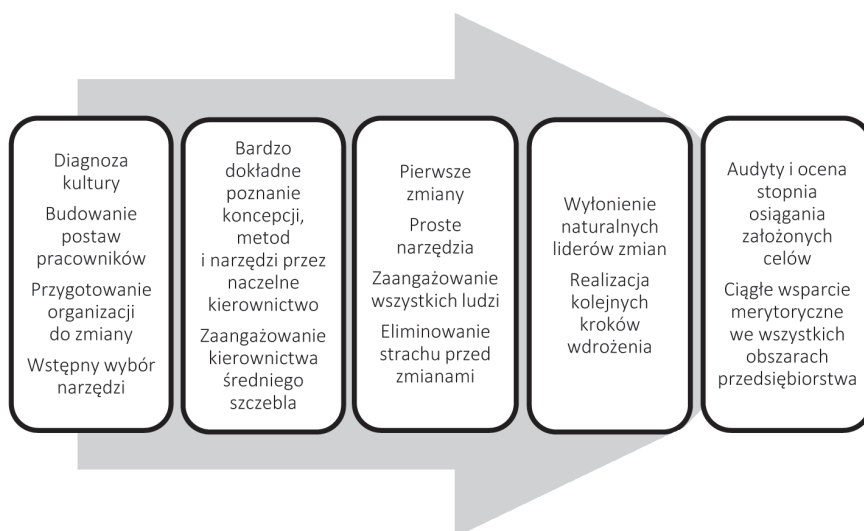 Diagnoza
kultury
Budowanie
postaw
pracowników
Przygotowanie
organizacji
do zmiany
Wstępny wybór
narzędzi
Bardzo
dokładne
poznanie
koncepcji,
metod
i narzędzi przez
naczelne
kierownictwo
Zaangażowanie
kierownictwa
średniego
szczebla
Pierwsze
zmiany
Proste
narzędzia
Zaangażowanie
wszystkich ludzi
Eliminowanie
strachu przed
zmianami
Wyłonienie
naturalnych
liderów zmian
Realizacja
kolejnych
kroków
wdrożenia
Audyty i ocena
stopnia
osiągania
założonych
celów
Ciągłe wsparcie
merytoryczne
we wszystkich
obszarach
przedsiębiorstwa